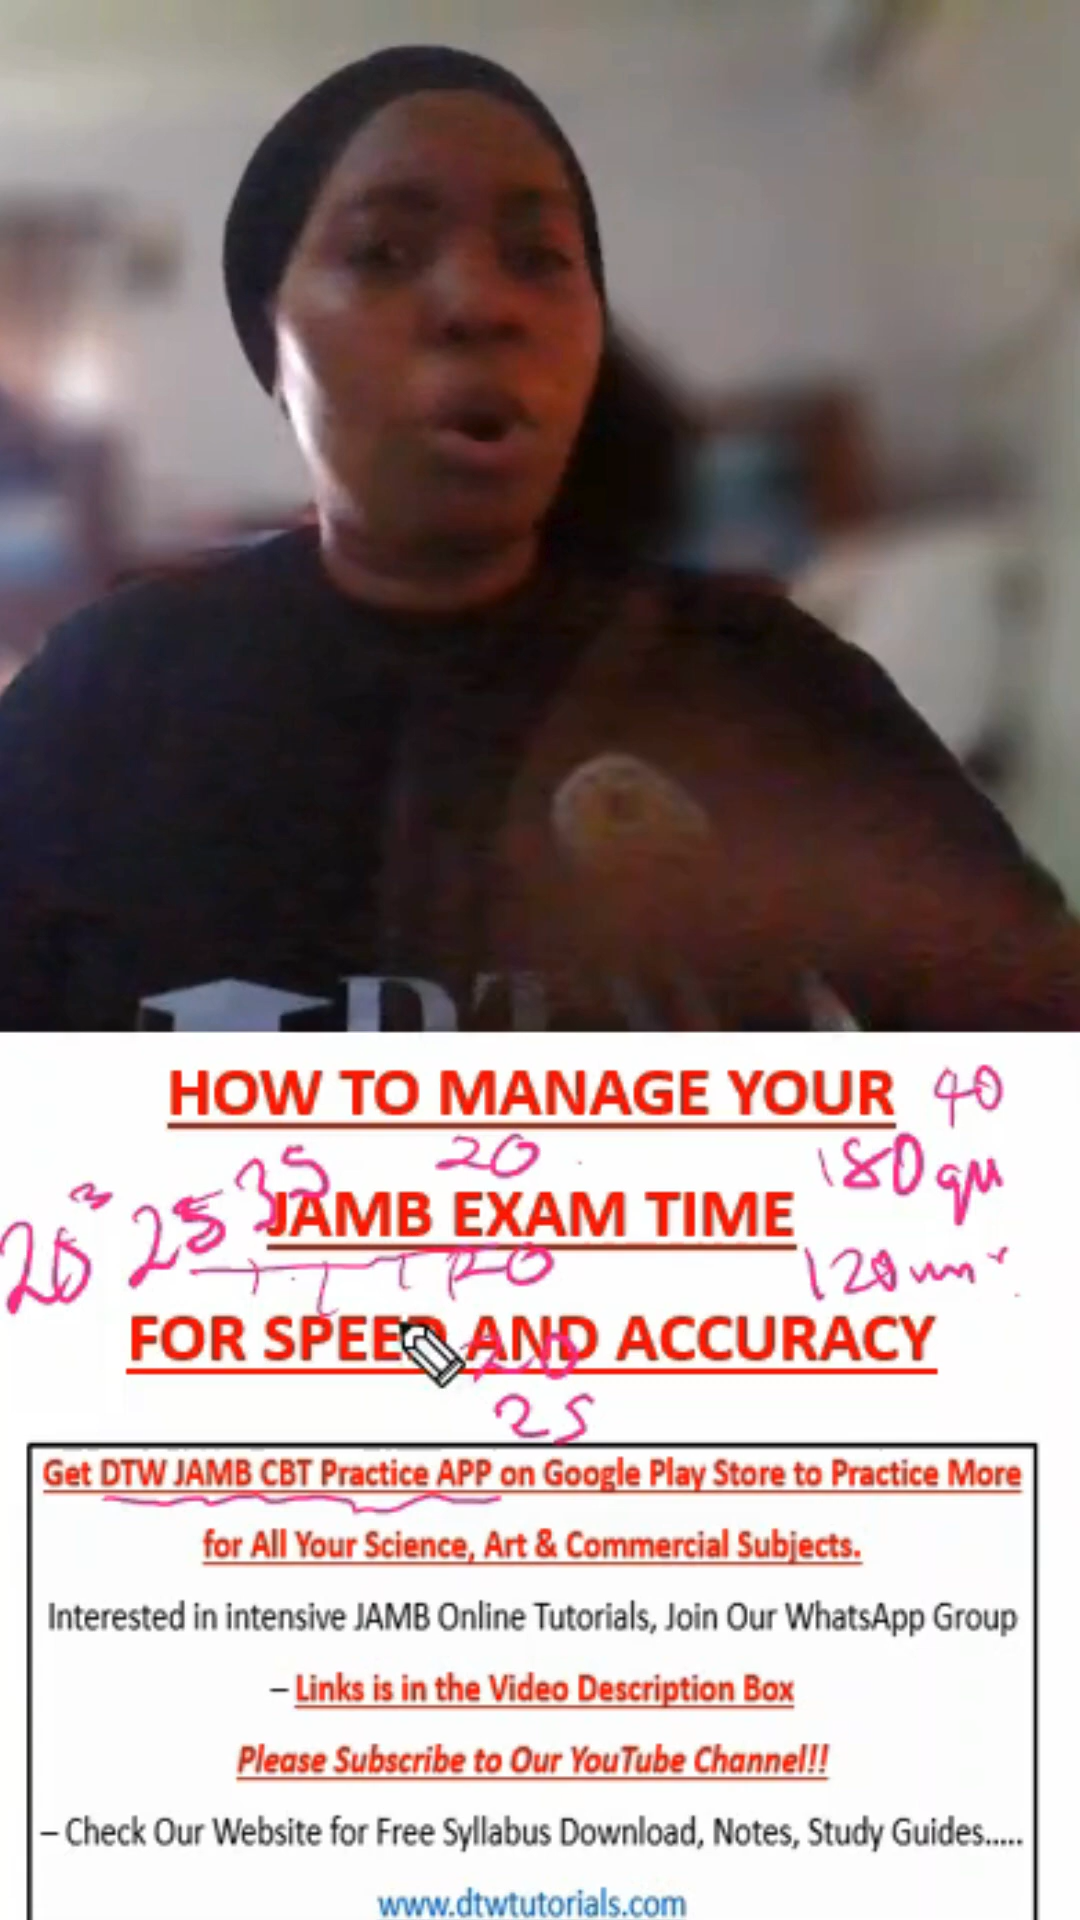 DTW
HOW TO MANAGE YOUR
40
20
180 qu
35
25
20
JAMB EXAM TIME
20
120 min
FOR SPEED AND ACCURACY
20
25
Get DTW JAMB CBT Practice APP on Google Play Store to Practice More
for All Your Science, Art & Commercial Subjects.
Interested in intensive JAMB Online Tutorials, Join Our WhatsApp Group
– Links is in the Video Description Box
Please Subscribe to Our YouTube Channel!!
– Check Our Website for Free Syllabus Download, Notes, Study Guides.....
www.dtwtutorials.com